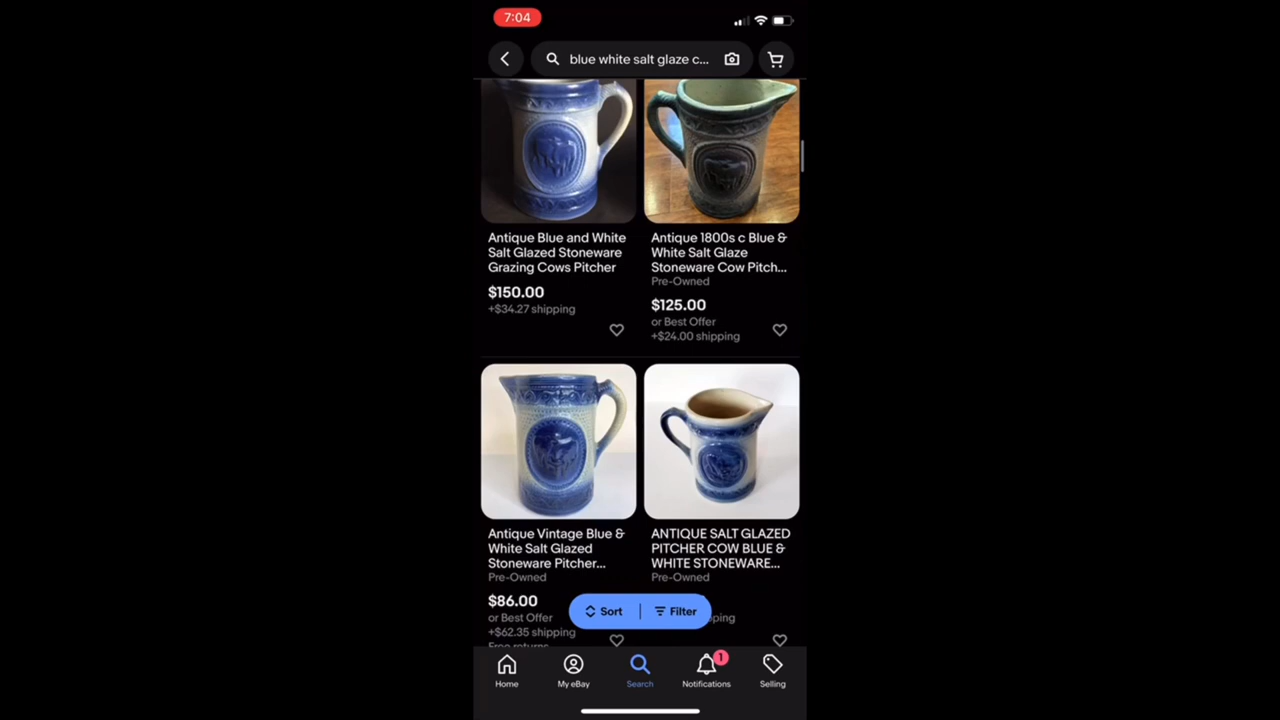 7:04
blue white salt glaze c...
Antique Blue and White
Salt Glazed Stoneware
Grazing Cows Pitcher
$150.00
+$34.27 shipping
Antique 1800s c Blue &
White Salt Glaze
Stoneware Cow Pitch...
Pre-Owned
$125.00
or Best Offer
+$24.00 shipping
Antique Vintage Blue &
White Salt Glazed
Stoneware Pitcher...
Pre-Owned
$86.00
or Best Offer
+$62.35 shipping
Free returns
ANTIQUE SALT GLAZED
PITCHER COW BLUE &
WHITE STONEWARE...
Pre-Owned
Sort
Filter
1
Home
My eBay
Search
Notifications
Selling